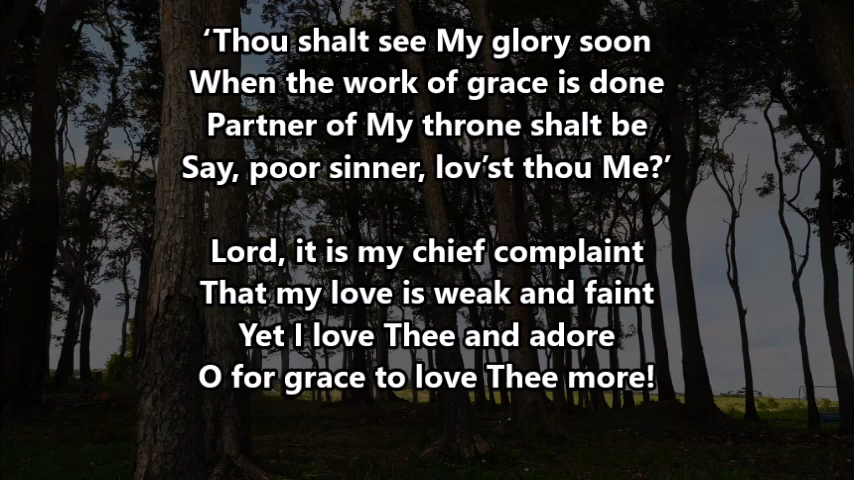 ‘Thou shalt see My glory soon
When the work of grace is done
Partner of My throne shalt be
Say, poor sinner, lov’st thou Me?’
Lord, it is my chief complaint
That my love is weak and faint
Yet I love Thee and adore
O for grace to love Thee more!